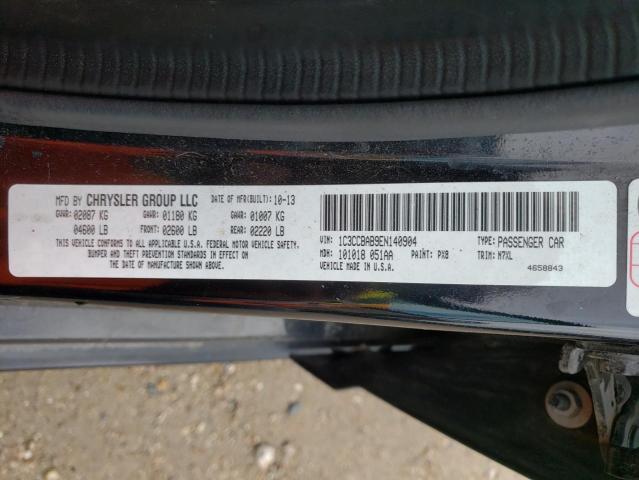 MFD BY CHRYSLER GROUP LLC DATE OF MFR(BUILT): 10-13
GVWR: 02087 KG GAWR: 01180 KG GAWR: 01007 KG
04600 LB FRONT: 02600 LB REAR: 02220 LB
THIS VEHICLE CONFORMS TO ALL APPLICABLE U.S.A. FEDERAL MOTOR VEHICLE SAFETY,
BUMPER AND THEFT PREVENTION STANDARDS IN EFFECT ON
THE DATE OF MANUFACTURE SHOWN ABOVE.
VIN: 1C3CCBAB9EN140904 TYPE: PASSENGER CAR
MDH: 101018 051AA PAINT: PX8 TRIM: N7XL
VEHICLE MADE IN U.S.A. 4658843